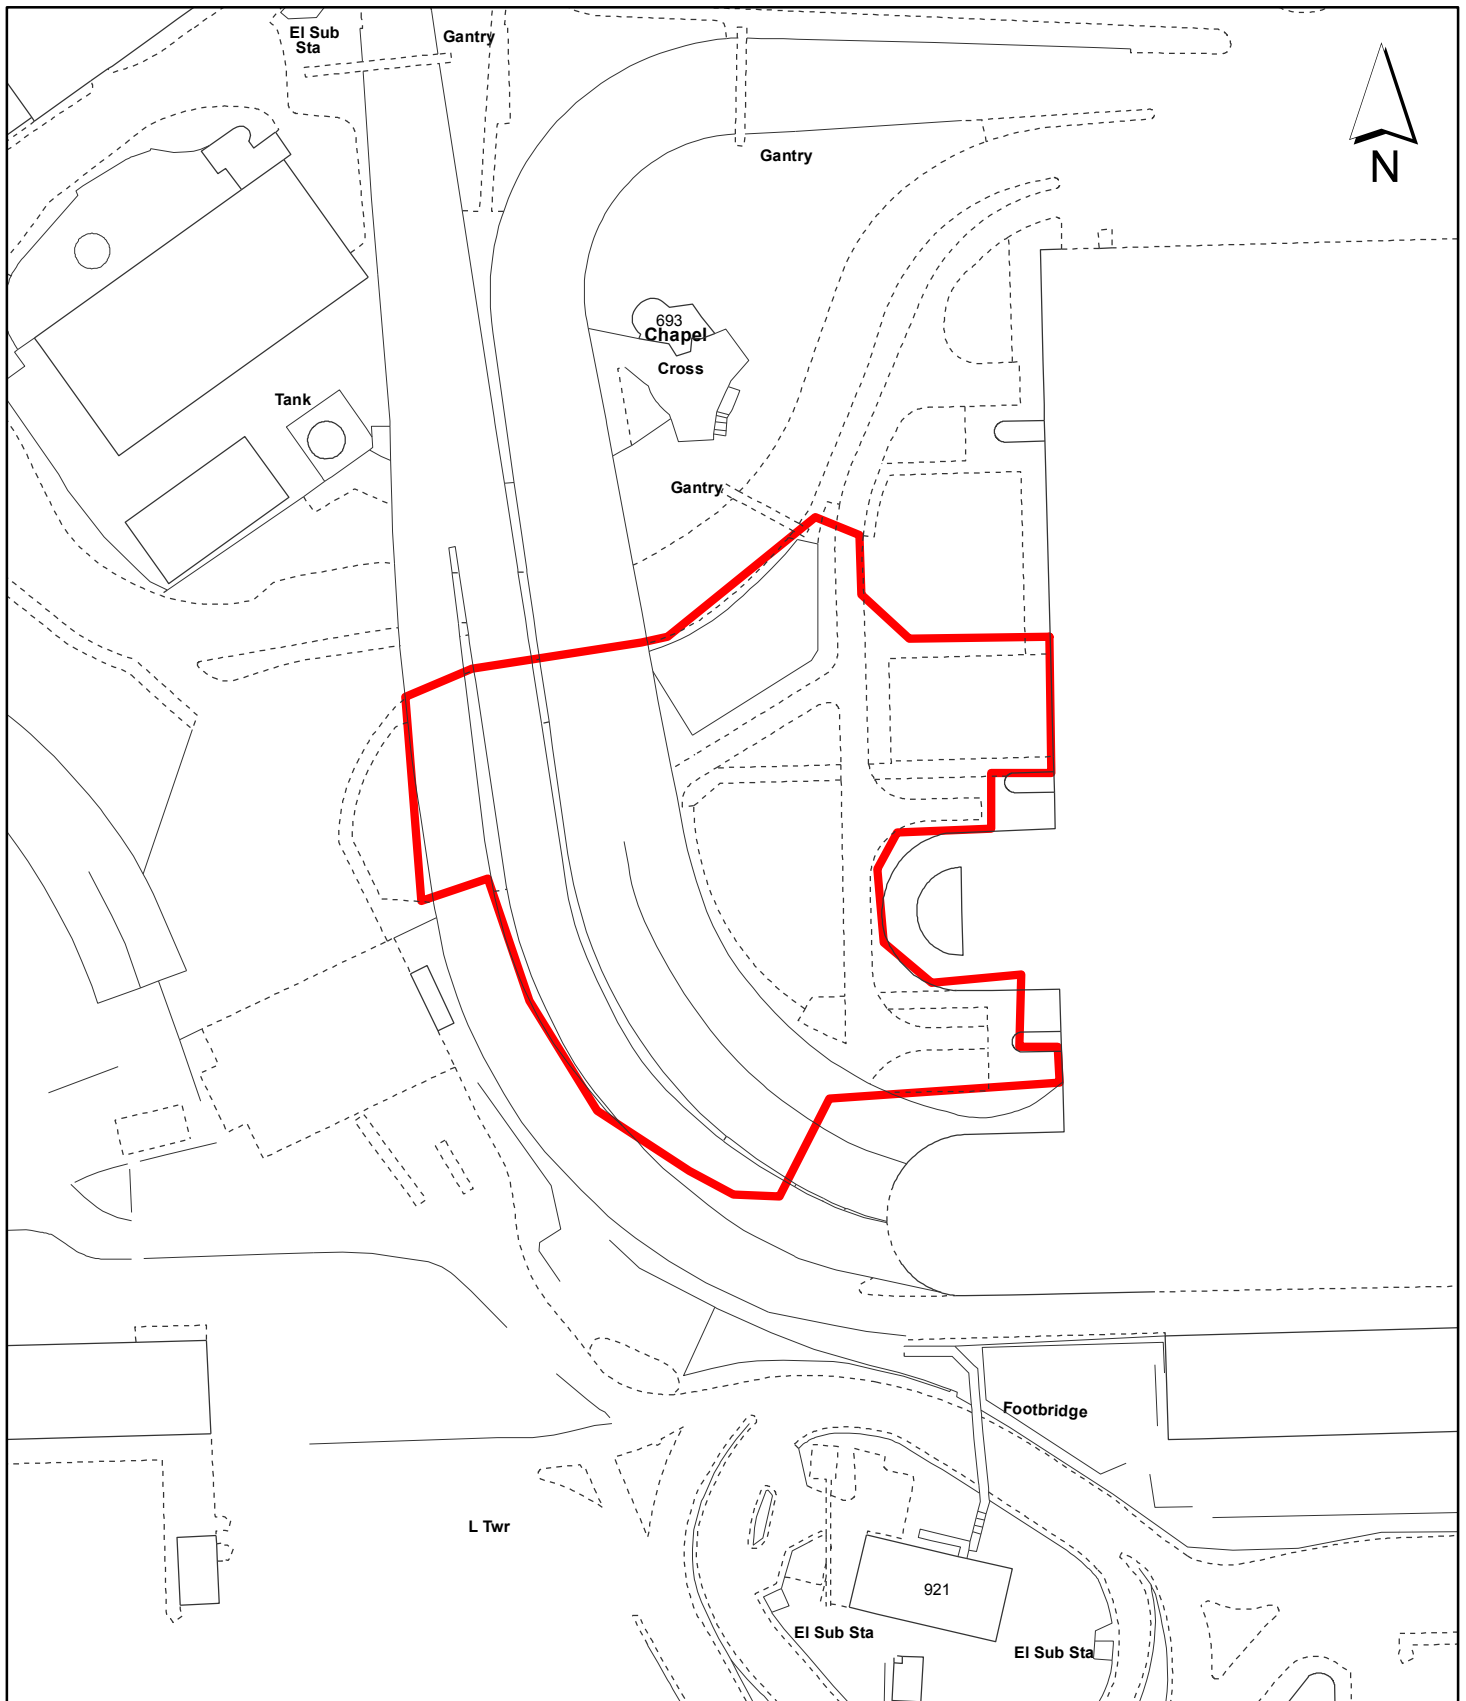 El Sub
Sta
Gantry
N
Gantry
693
Chapel
Cross
Tank
Gantry
Footbridge
L Twr
921
El Sub Sta
El Sub Sta